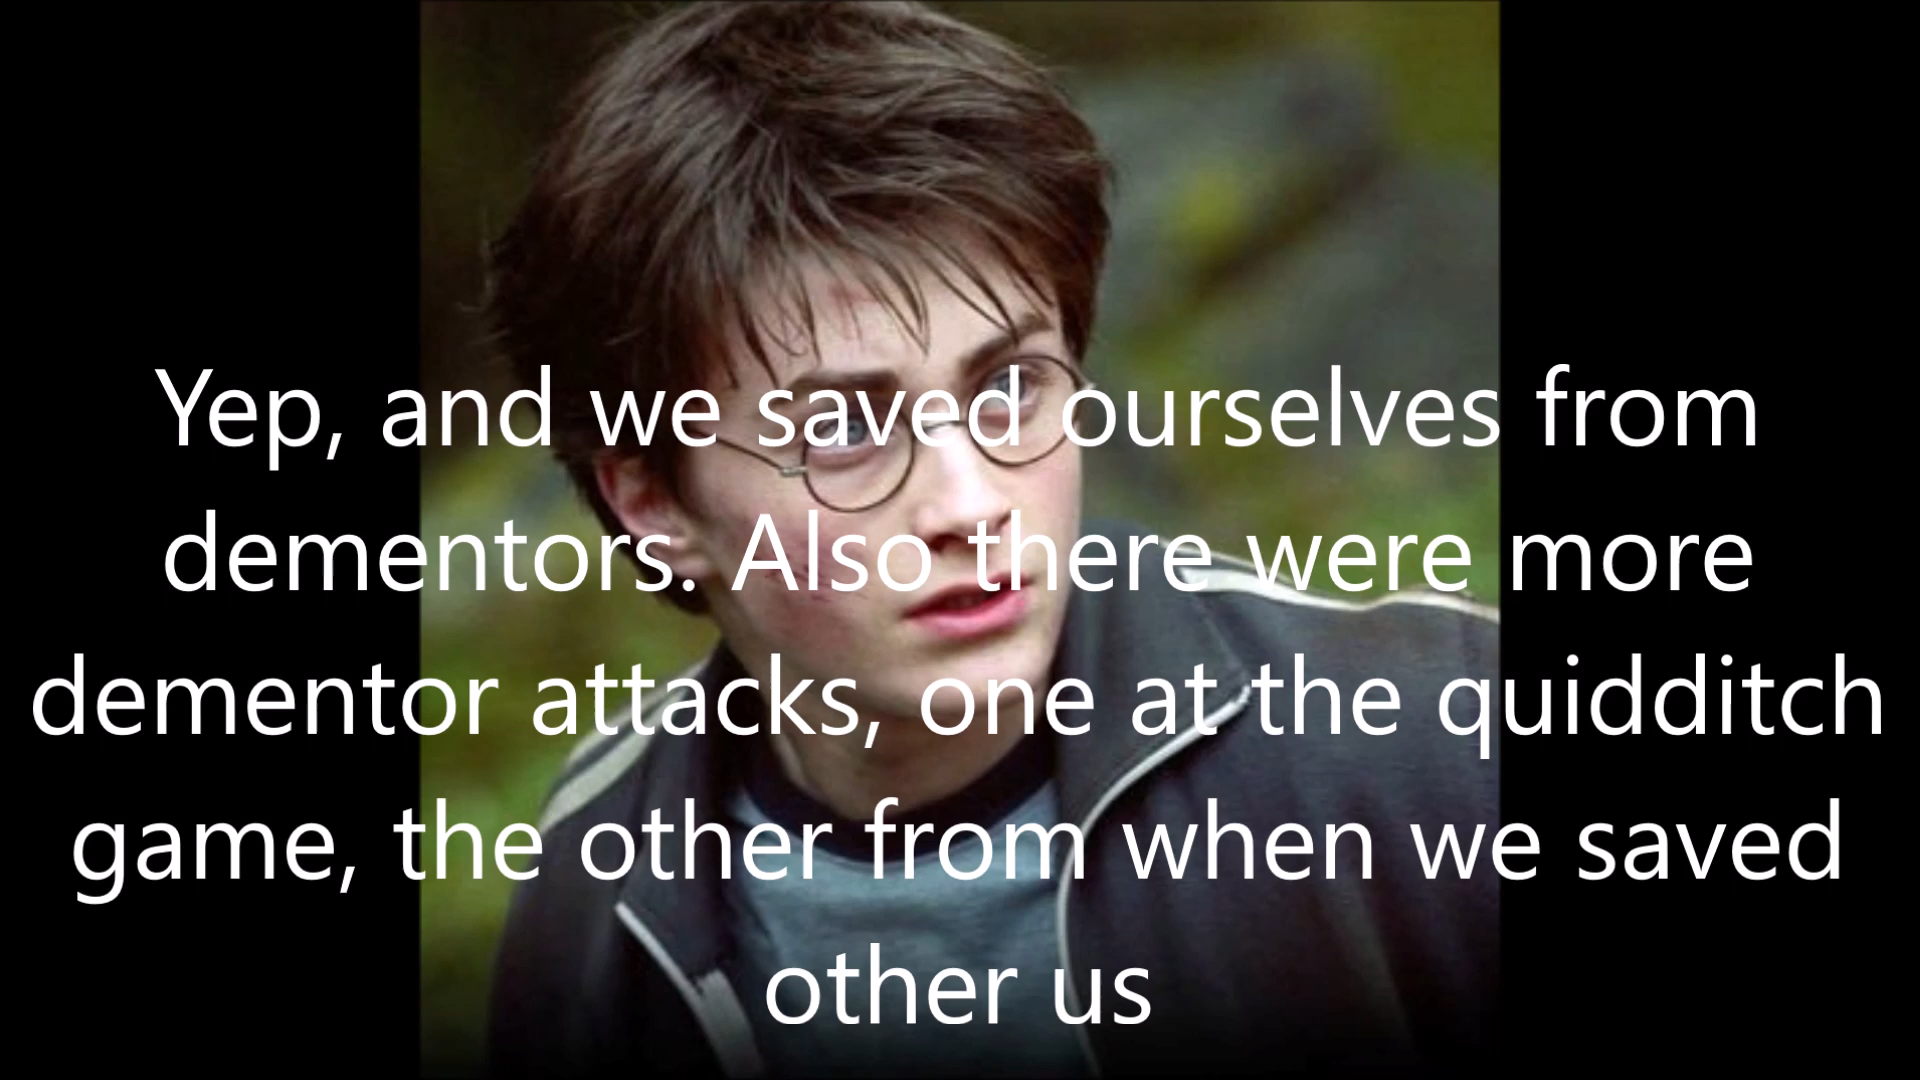 Yep, and we saved ourselves from
dementors. Also there were more
dementor attacks, one at the quidditch
game, the other from when we saved
other us